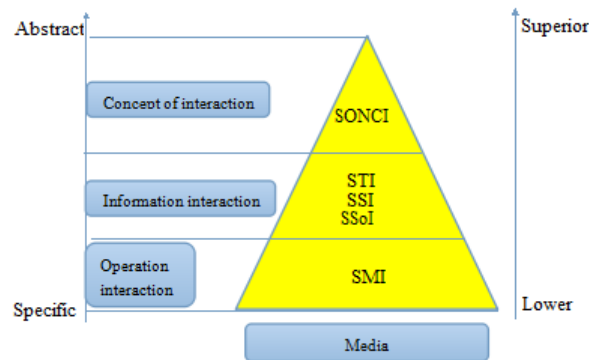 Abstract
Superior
Concept of interaction
SONCI
STI
Information interaction
SSI
SSoI
Operation
interaction
SMI
Specific
Lower
Media